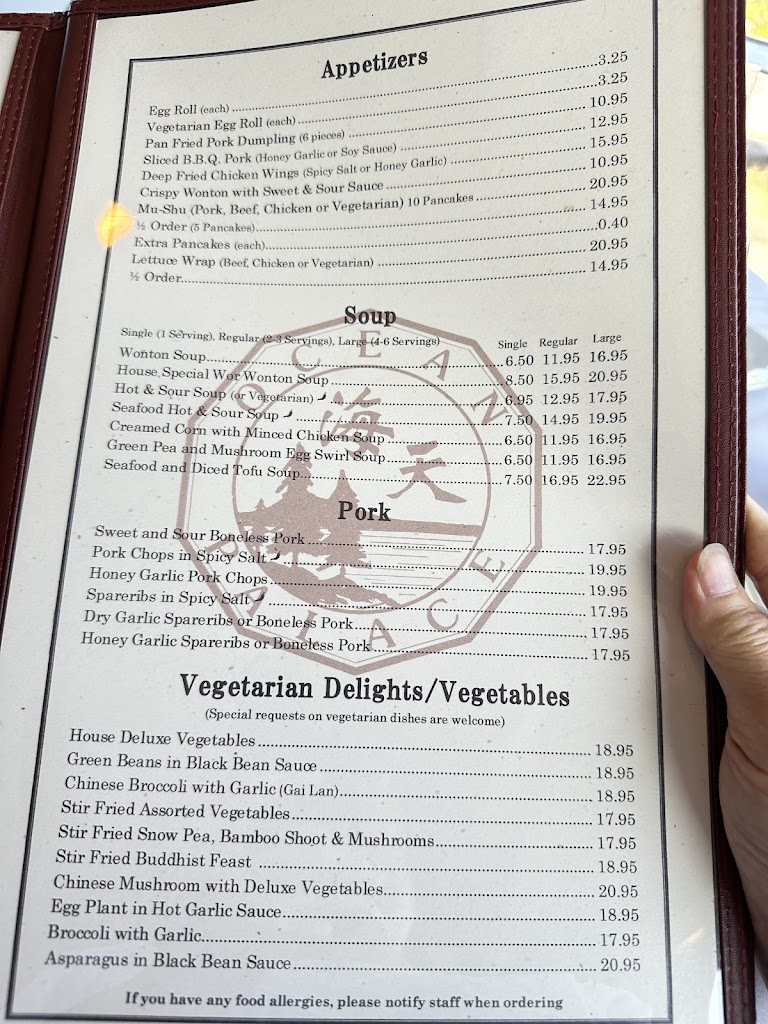 Appetizers
Egg Roll (each) 3.25
Vegetarian Egg Roll (each) 3.25
Pan Fried Pork Dumpling (6 pieces) 10.95
Sliced B.B.Q. Pork (Honey Garlic or Soy Sauce) 12.95
Deep Fried Chicken Wings (Spicy Salt or Honey Garlic) 15.95
Crispy Wonton with Sweet & Sour Sauce 10.95
Mu-Shu (Pork, Beef, Chicken or Vegetarian) 10 Pancakes 20.95
½ Order (5 Pancakes) 14.95
Extra Pancakes (each) 0.40
Lettuce Wrap (Beef, Chicken or Vegetarian) 20.95
½ Order 14.95
Soup
Single (1 Serving), Regular (2-3 Servings), Large (4-6 Servings) Single Regular Large
Wonton Soup 6.50 11.95 16.95
House Special Wor Wonton Soup 8.50 15.95 20.95
Hot & Sour Soup (or Vegetarian) 6.95 12.95 17.95
Seafood Hot & Sour Soup 7.50 14.95 19.95
Creamed Corn with Minced Chicken Soup 6.50 11.95 16.95
Green Pea and Mushroom Egg Swirl Soup 6.50 11.95 16.95
Seafood and Diced Tofu Soup 7.50 16.95 22.95
OCEAN
海天
PALACE
Pork
Sweet and Sour Boneless Pork 17.95
Pork Chops in Spicy Salt 19.95
Honey Garlic Pork Chops 19.95
Spareribs in Spicy Salt 17.95
Dry Garlic Spareribs or Boneless Pork 17.95
Honey Garlic Spareribs or Boneless Pork 17.95
Vegetarian Delights/Vegetables
(Special requests on vegetarian dishes are welcome)
House Deluxe Vegetables 18.95
Green Beans in Black Bean Sauce 18.95
Chinese Broccoli with Garlic (Gai Lan) 18.95
Stir Fried Assorted Vegetables 17.95
Stir Fried Snow Pea, Bamboo Shoot & Mushrooms 17.95
Stir Fried Buddhist Feast 18.95
Chinese Mushroom with Deluxe Vegetables 20.95
Egg Plant in Hot Garlic Sauce 18.95
Broccoli with Garlic 17.95
Asparagus in Black Bean Sauce 20.95
If you have any food allergies, please notify staff when ordering